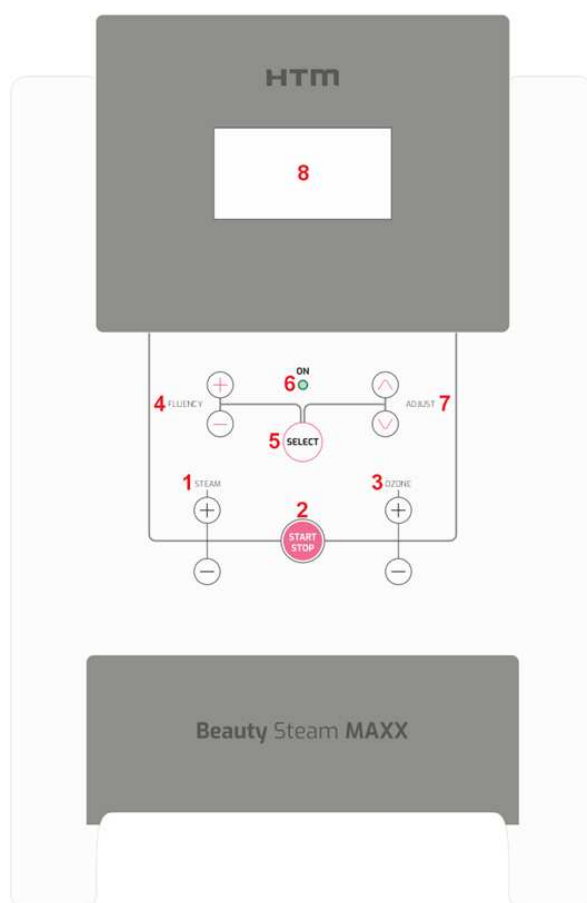 HTM
8
ON
6
4 FLUENCY
ADJUST 7
5 SELECT
1 STEAM
3 OZONE
2
START
STOP
Beauty Steam MAXX